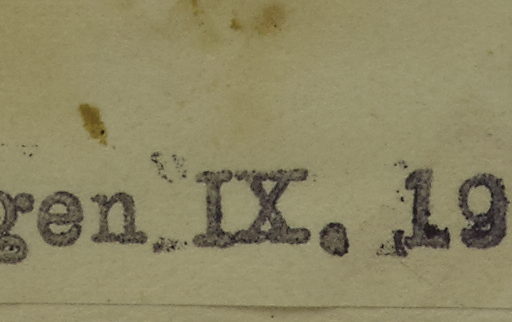 gen IX. 19